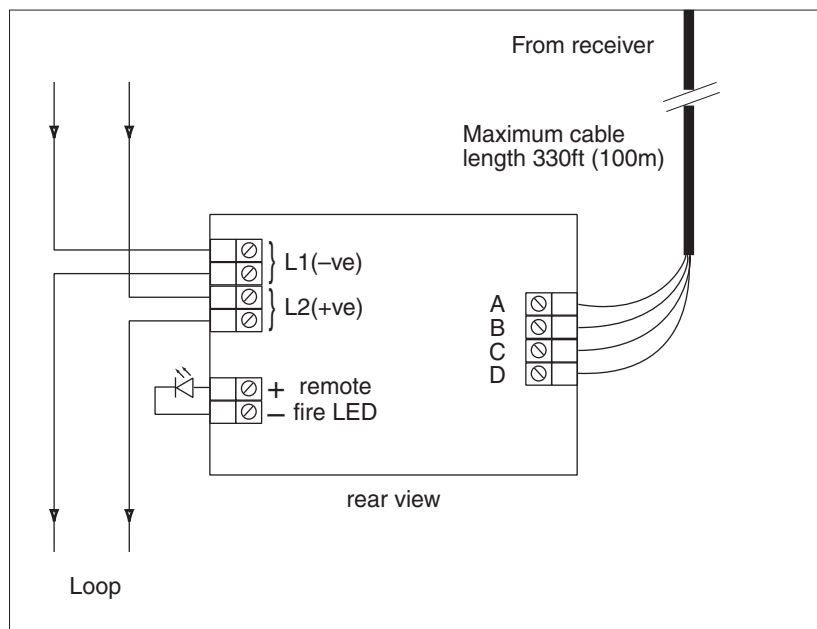 From receiver
Maximum cable
length 330ft (100m)
L1(–ve)
L2(+ve)
A
B
C
D
+ remote
– fire LED
rear view
Loop